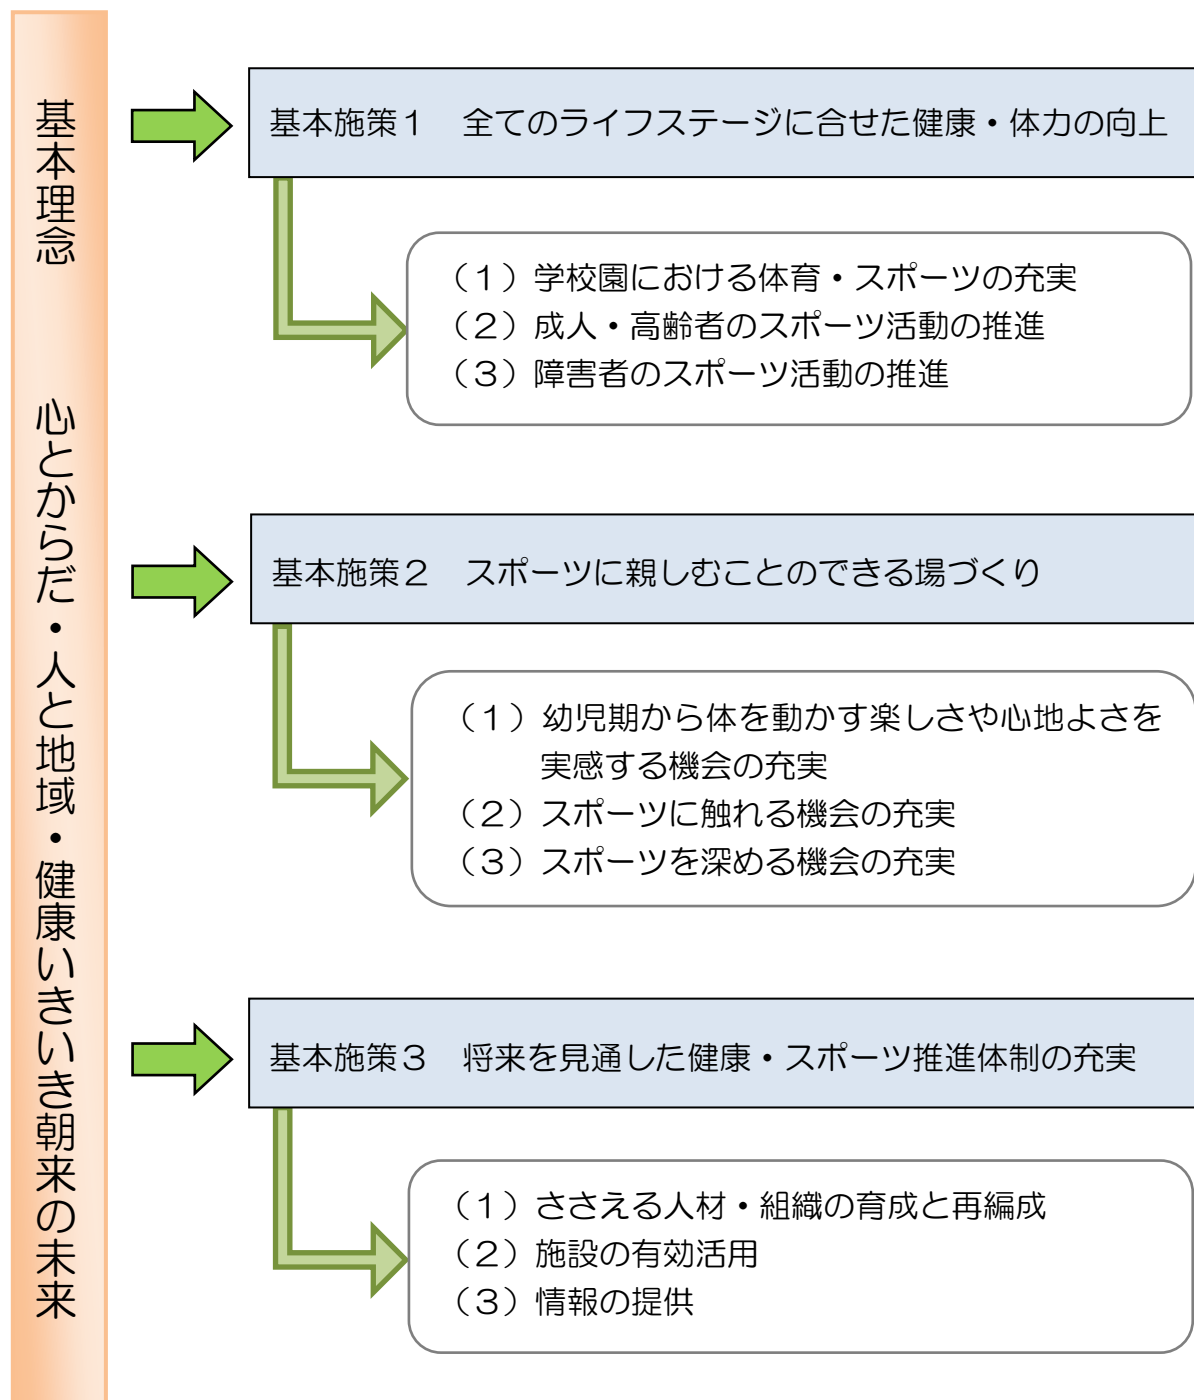 基本理念　心とからだ・人と地域・健康いきいき朝来の未来
基本施策１　全てのライフステージに合せた健康・体力の向上
（１）学校園における体育・スポーツの充実
（２）成人・高齢者のスポーツ活動の推進
（３）障害者のスポーツ活動の推進
基本施策２　スポーツに親しむことのできる場づくり
（１）幼児期から体を動かす楽しさや心地よさを
実感する機会の充実
（２）スポーツに触れる機会の充実
（３）スポーツを深める機会の充実
基本施策３　将来を見通した健康・スポーツ推進体制の充実
（１）ささえる人材・組織の育成と再編成
（２）施設の有効活用
（３）情報の提供